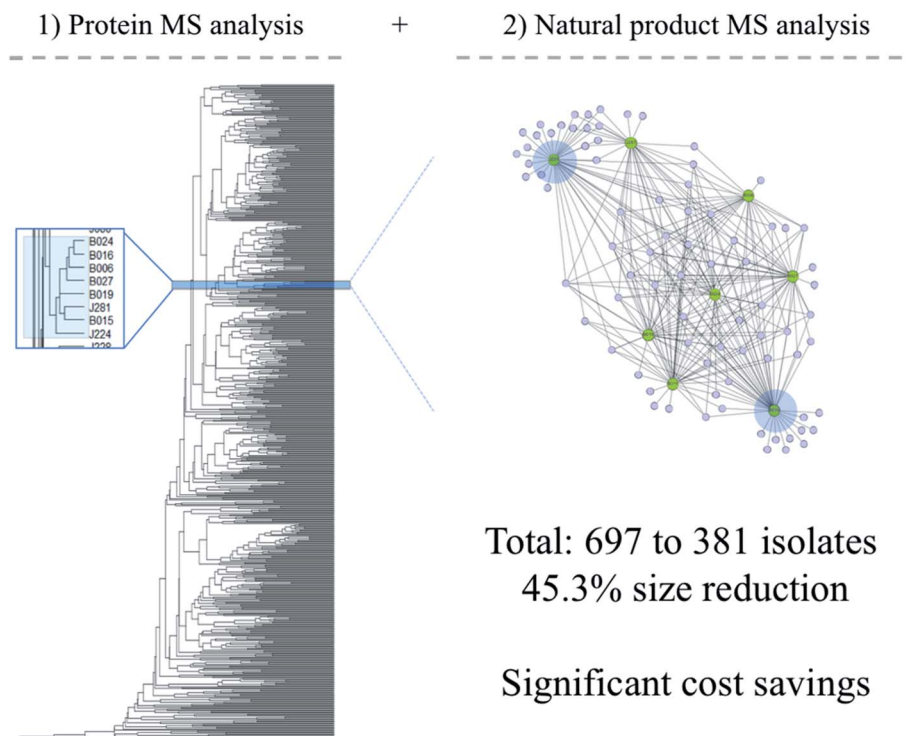 1) Protein MS analysis
+
2) Natural product MS analysis
B024
B016
B006
B027
B019
J281
B015
J224
Total: 697 to 381 isolates
45.3% size reduction
Significant cost savings